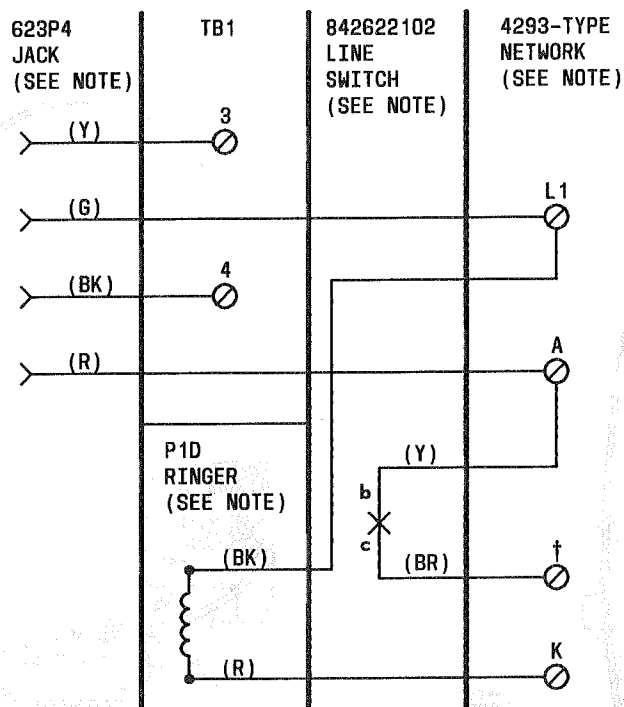 623P4
JACK
(SEE NOTE)
TB1
842622102
LINE
SWITCH
(SEE NOTE)
4293-TYPE
NETWORK
(SEE NOTE)
(Y)
3
(G)
L1
(BK)
4
(R)
A
P1D
RINGER
(SEE NOTE)
(Y)
b
c
(BK)
(BR)
†
(R)
K